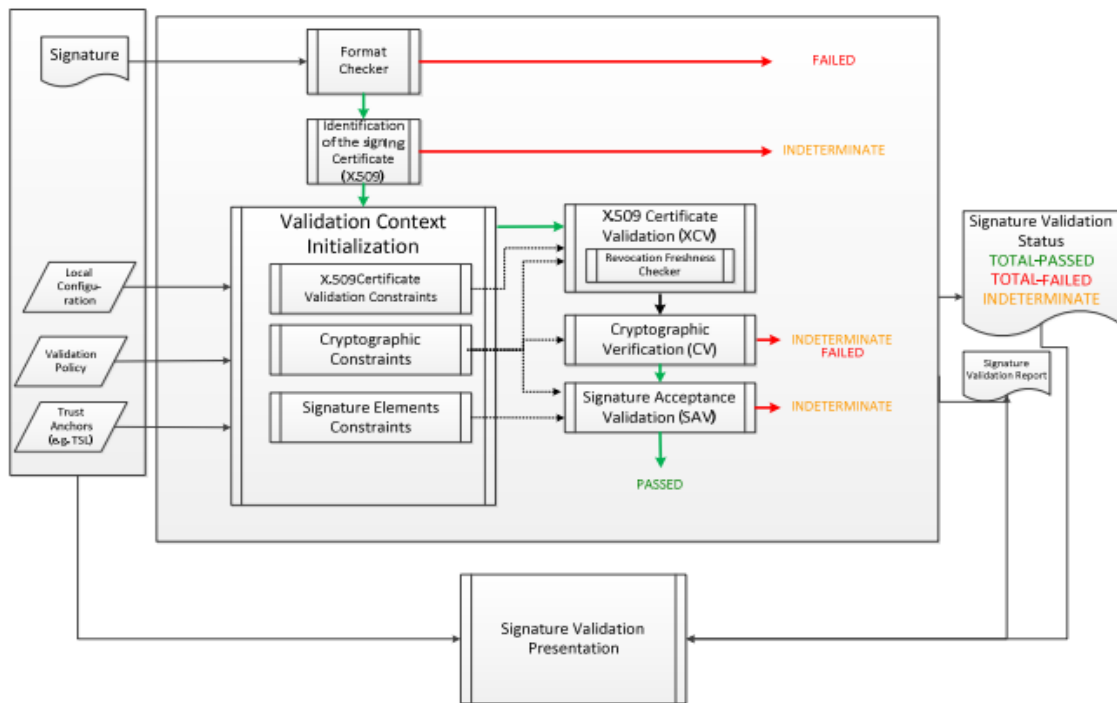 Signature
Format
Checker
FAILED
Identification
of the signing
Certificate
(X.509)
INDETERMINATE
Validation Context
Initialization
X.509 Certificate
Validation (XCV)
Revocation Freshness
Checker
Signature Validation
Status
TOTAL-PASSED
TOTAL-FAILED
INDETERMINATE
Local
Configu-
ration
X.509Certificate
Validation Constraints
Validation
Policy
Cryptographic
Constraints
Cryptographic
Verification (CV)
INDETERMINATE
FAILED
Signature
Validation Report
Trust
Anchors
(e.g. TSL)
Signature Elements
Constraints
Signature Acceptance
Validation (SAV)
INDETERMINATE
PASSED
Signature Validation
Presentation